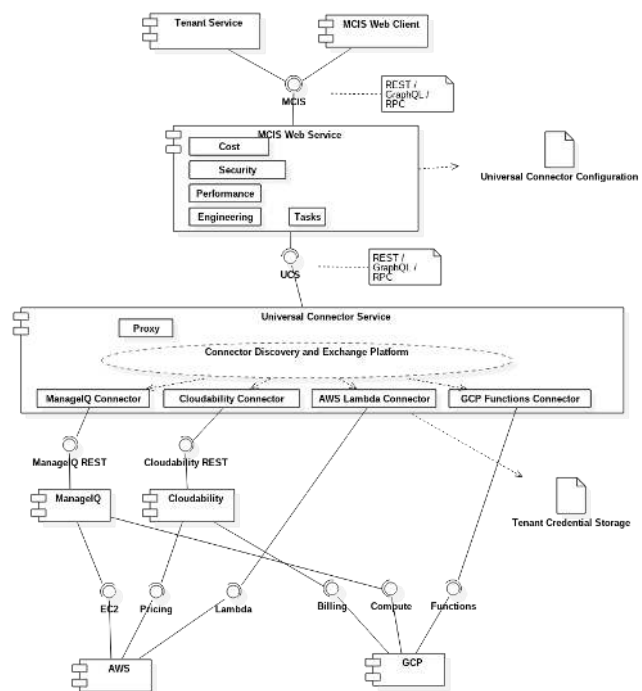 Tenant Service
MCIS Web Client
MCIS
REST /
GraphQL /
RPC
MCIS Web Service
Cost
Security
Performance
Engineering
Tasks
Universal Connector Configuration
UCS
REST /
GraphQL /
RPC
Universal Connector Service
Proxy
Connector Discovery and Exchange Platform
ManageIQ Connector
Cloudability Connector
AWS Lambda Connector
GCP Functions Connector
ManageIQ REST
Cloudability REST
ManageIQ
Cloudability
Tenant Credential Storage
EC2
Pricing
Lambda
Billing
Compute
Functions
AWS
GCP